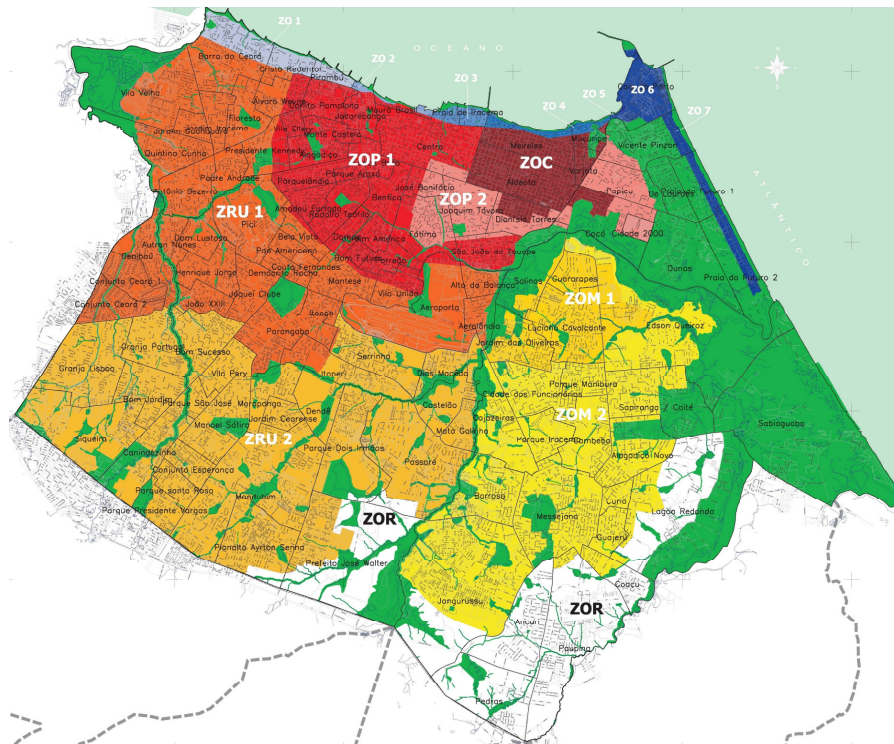 ZO 1
OCEANO
Barra do Ceará
Cristo Redentor
Pirambu
ZO 2
ZO 3
ZO 4
ZO 5
ZO 6
ZO 7
Vila Velha
Floresta
Álvaro Weyne
Jacarecanga
Moura Brasil
Praia de Iracema
Vila Ellery
Monte Castelo
Centro
Meireles
Mucuripe
Vicente Pinzon
Quintino Cunha
Presidente Kennedy
ZOP 1
ZOC
Varjota
Aldeota
Padre Andrade
Parquelândia
Parque Araxá
José Bonifácio
ZOP 2
Papicu
De Lourdes
Praia do Futuro 1
ATLÂNTICO
Antônio Bezerra
Amadeu Furtado
Rodolfo Teófilo
Benfica
Joaquim Távora
Dionísio Torres
ZRU 1
Pici
Dom Lustosa
Autran Nunes
Genibaú
Bela Vista
Pan Americano
Damas
Jardim América
Fátima
Cocó
Cidade 2000
Couto Fernandes
Bom Futuro
São João do Tauape
Dunas
Praia do Futuro 2
Conjunto Ceará 1
Conjunto Ceará 2
Henrique Jorge
Demócrito Rocha
Montese
Vila União
Alto da Balança
Salinas
Guararapes
ZOM 1
João XXIII
Jóquei Clube
Aeroporto
Aerolândia
Luciano Cavalcante
Edson Queiroz
Parangaba
Jardim das Oliveiras
Granja Portugal
Bom Sucesso
Serrinha
Granja Lisboa
Vila Pery
Itaperi
Dias Macêdo
Parque Manibura
Cidade dos Funcionários
Sapiranga / Coité
Sabiaguaba
Bom Jardim
Parque São José
Maraponga
Jardim Cearense
Dendê
Castelão
Cajazeiras
ZOM 2
Manoel Sátiro
Mata Galinha
Parque Iracema
Cambeba
Siqueira
ZRU 2
Canindezinho
Parque Dois Irmãos
Passaré
Alagadiço Novo
Conjunto Esperança
Parque santa Rosa
Mondubim
Barroso
Curió
Parque Presidente Vargas
ZOR
Messejana
Lagoa Redonda
Guajerú
Planalto Ayrton Senna
Prefeito José Walter
Jangurussu
ZOR
Coaçu
Ancuri
Paupina
Pedras